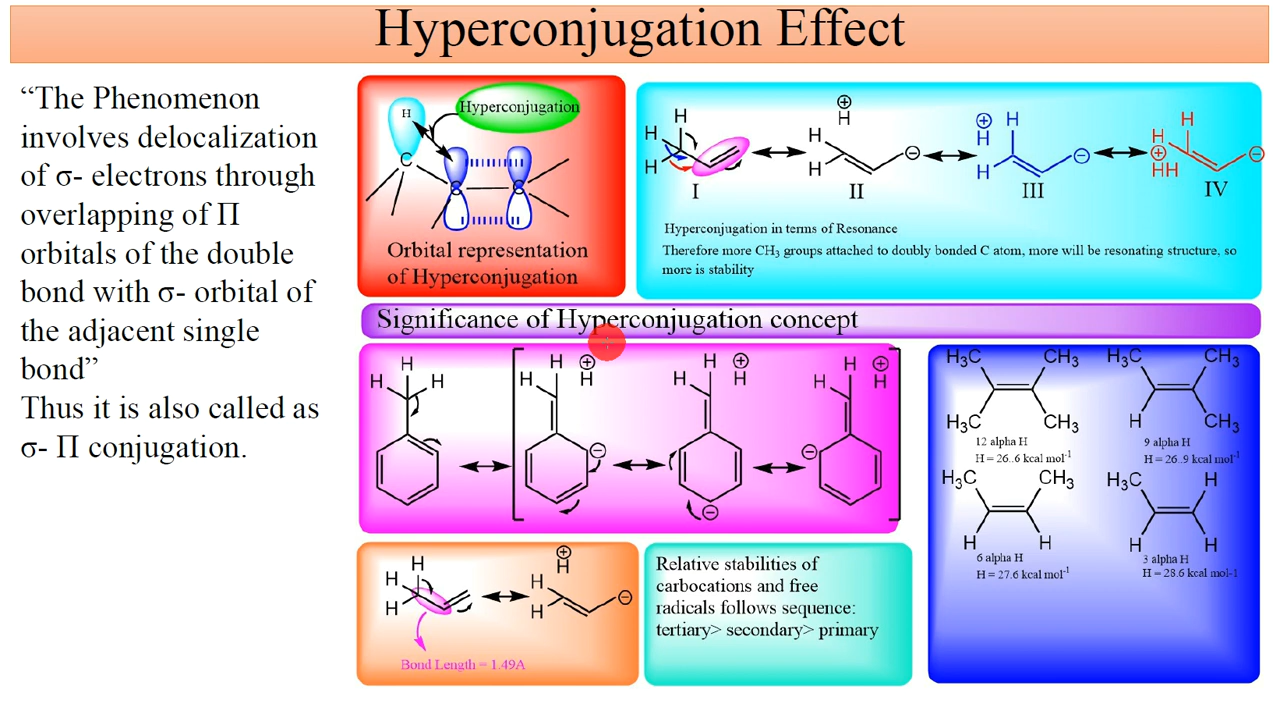 Hyperconjugation Effect
“The Phenomenon
involves delocalization
of σ- electrons through
overlapping of Π
orbitals of the double
bond with σ- orbital of
the adjacent single
bond”
Thus it is also called as
σ- Π conjugation.
H
Hyperconjugation
C
C
C
Orbital representation
of Hyperconjugation
H
H
H
I
⊕
H
H
H
⊖
II
⊕
H
H
H
⊖
III
H
H
⊕
HH
⊖
IV
Hyperconjugation in terms of Resonance
Therefore more CH₃ groups attached to doubly bonded C atom, more will be resonating structure, so
more is stability
Significance of Hyperconjugation concept
H
H
H
H
H
⊕
H
⊖
H
H
⊕
H
⊖
H
H
⊕
H
⊖
H₃C
CH₃
H₃C
CH₃
12 alpha H
H = 26..6 kcal mol⁻¹
H₃C
CH₃
H
CH₃
9 alpha H
H = 26..9 kcal mol⁻¹
H₃C
CH₃
H
H
6 alpha H
H = 27.6 kcal mol⁻¹
H₃C
H
H
H
3 alpha H
H = 28.6 kcal mol-1
H
H
H
Bond Length = 1.49A
⊕
H
H
H
⊖
Relative stabilities of
carbocations and free
radicals follows sequence:
tertiary> secondary> primary